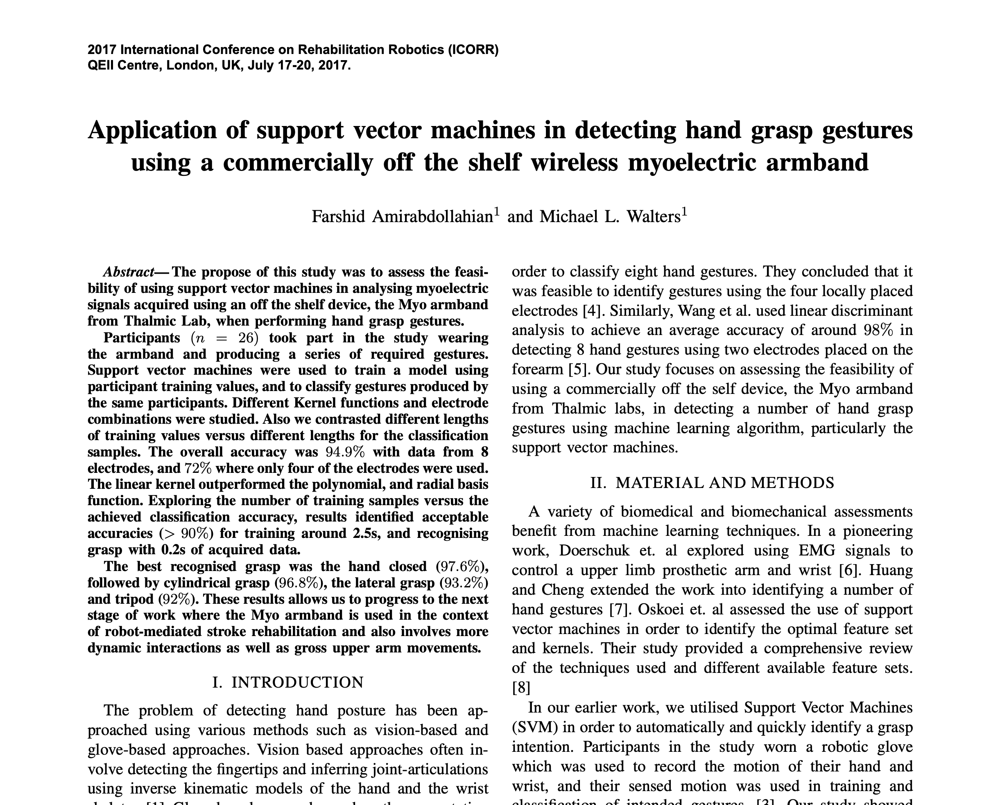 2017 International Conference on Rehabilitation Robotics (ICORR)
QEII Centre, London, UK, July 17-20, 2017.
Application of support vector machines in detecting hand grasp gestures
using a commercially off the shelf wireless myoelectric armband
Farshid Amirabdollahian¹ and Michael L. Walters¹
Abstract— The propose of this study was to assess the feasi-
bility of using support vector machines in analysing myoelectric
signals acquired using an off the shelf device, the Myo armband
from Thalmic Lab, when performing hand grasp gestures.
Participants (n = 26) took part in the study wearing
the armband and producing a series of required gestures.
Support vector machines were used to train a model using
participant training values, and to classify gestures produced by
the same participants. Different Kernel functions and electrode
combinations were studied. Also we contrasted different lengths
of training values versus different lengths for the classification
samples. The overall accuracy was 94.9% with data from 8
electrodes, and 72% where only four of the electrodes were used.
The linear kernel outperformed the polynomial, and radial basis
function. Exploring the number of training samples versus the
achieved classification accuracy, results identified acceptable
accuracies (> 90%) for training around 2.5s, and recognising
grasp with 0.2s of acquired data.
The best recognised grasp was the hand closed (97.6%),
followed by cylindrical grasp (96.8%), the lateral grasp (93.2%)
and tripod (92%). These results allows us to progress to the next
stage of work where the Myo armband is used in the context
of robot-mediated stroke rehabilitation and also involves more
dynamic interactions as well as gross upper arm movements.
I. INTRODUCTION
The problem of detecting hand posture has been ap-
proached using various methods such as vision-based and
glove-based approaches. Vision based approaches often in-
volve detecting the fingertips and inferring joint-articulations
using inverse kinematic models of the hand and the wrist
order to classify eight hand gestures. They concluded that it
was feasible to identify gestures using the four locally placed
electrodes [4]. Similarly, Wang et al. used linear discriminant
analysis to achieve an average accuracy of around 98% in
detecting 8 hand gestures using two electrodes placed on the
forearm [5]. Our study focuses on assessing the feasibility of
using a commercially off the self device, the Myo armband
from Thalmic labs, in detecting a number of hand grasp
gestures using machine learning algorithm, particularly the
support vector machines.
II. MATERIAL AND METHODS
A variety of biomedical and biomechanical assessments
benefit from machine learning techniques. In a pioneering
work, Doerschuk et. al explored using EMG signals to
control a upper limb prosthetic arm and wrist [6]. Huang
and Cheng extended the work into identifying a number of
hand gestures [7]. Oskoei et. al assessed the use of support
vector machines in order to identify the optimal feature set
and kernels. Their study provided a comprehensive review
of the techniques used and different available feature sets.
[8]
In our earlier work, we utilised Support Vector Machines
(SVM) in order to automatically and quickly identify a grasp
intention. Participants in the study worn a robotic glove
which was used to record the motion of their hand and
wrist, and their sensed motion was used in training and
classification of intended gestures. [3]. Our study showed